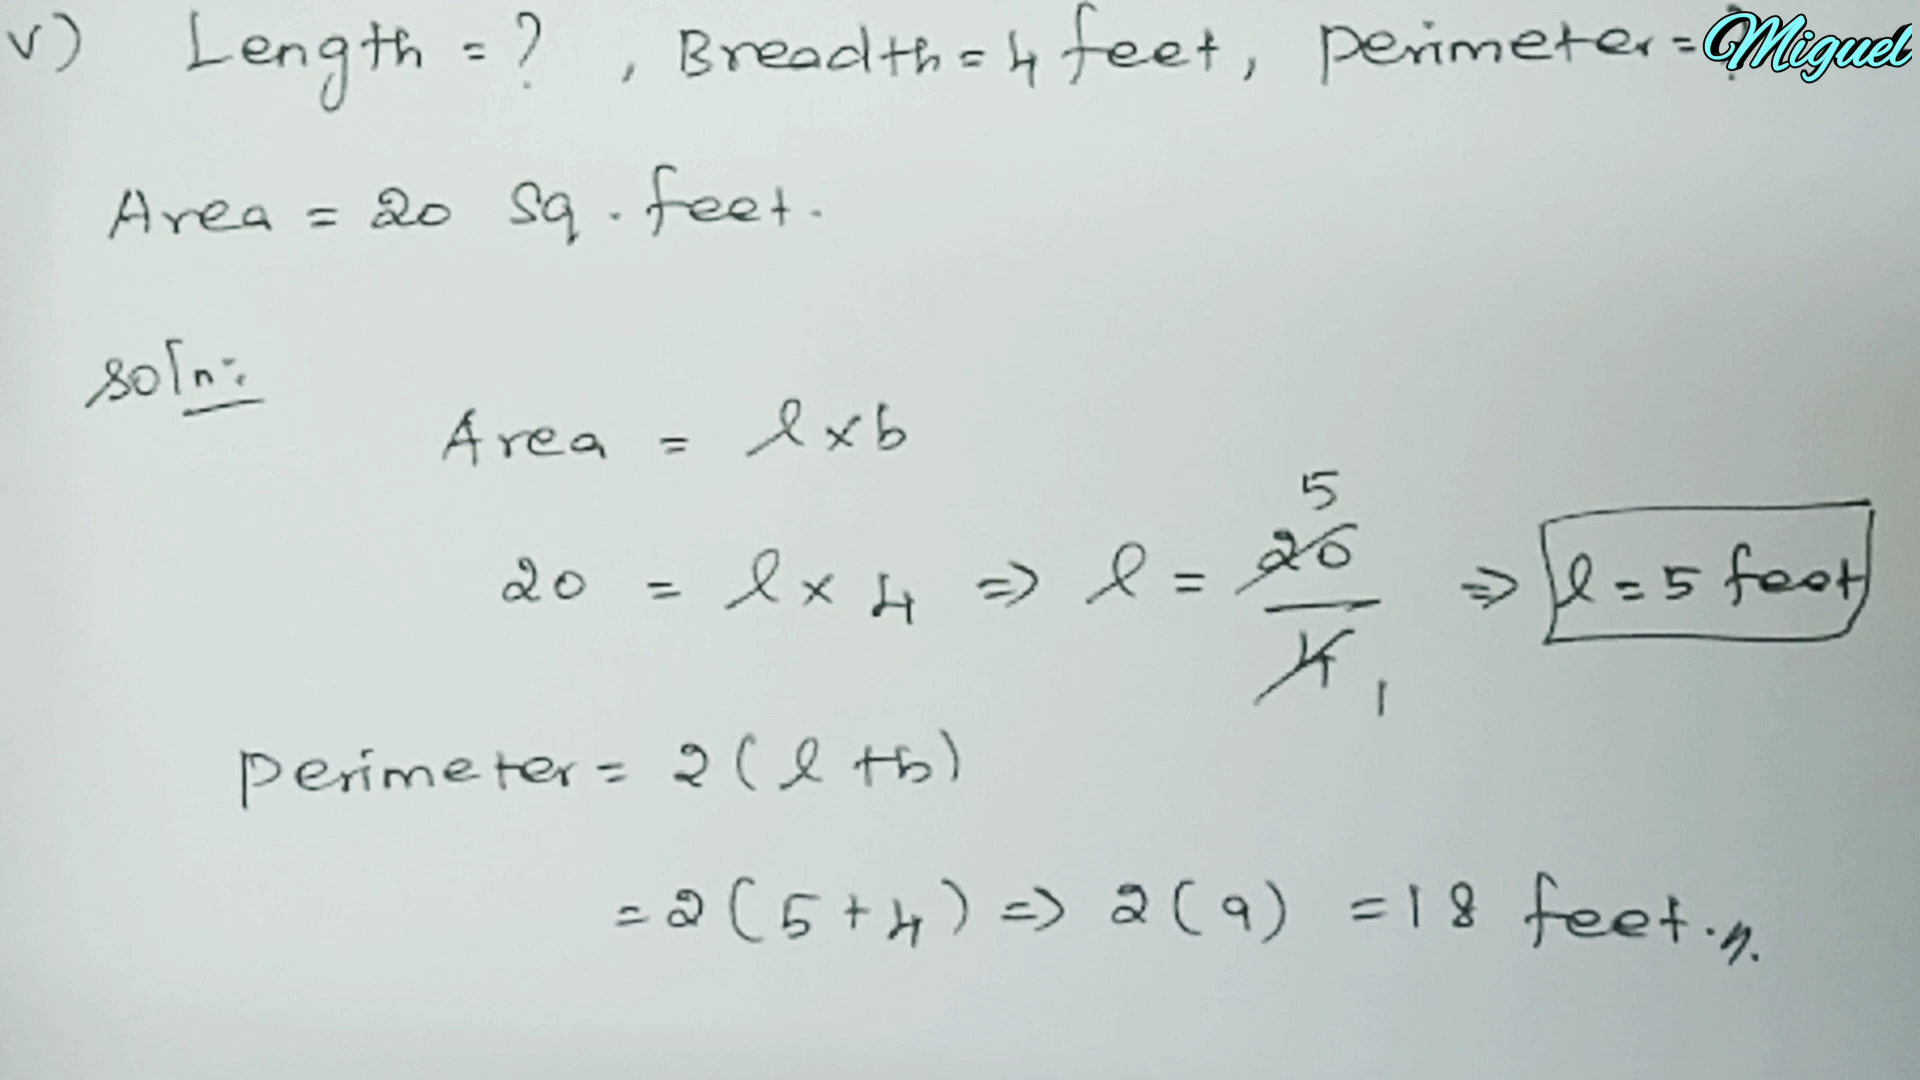 v) Length = ?, Breadth = 4 feet, Perimeter = ?
Miguel
Area = 20 sq. feet.
Soln:
Area = l x b
20 = l x 4 => l = 20/4 => l = 5 feet
5
1
Perimeter = 2(l+b)
= 2(5+4) => 2(9) = 18 feet.//.